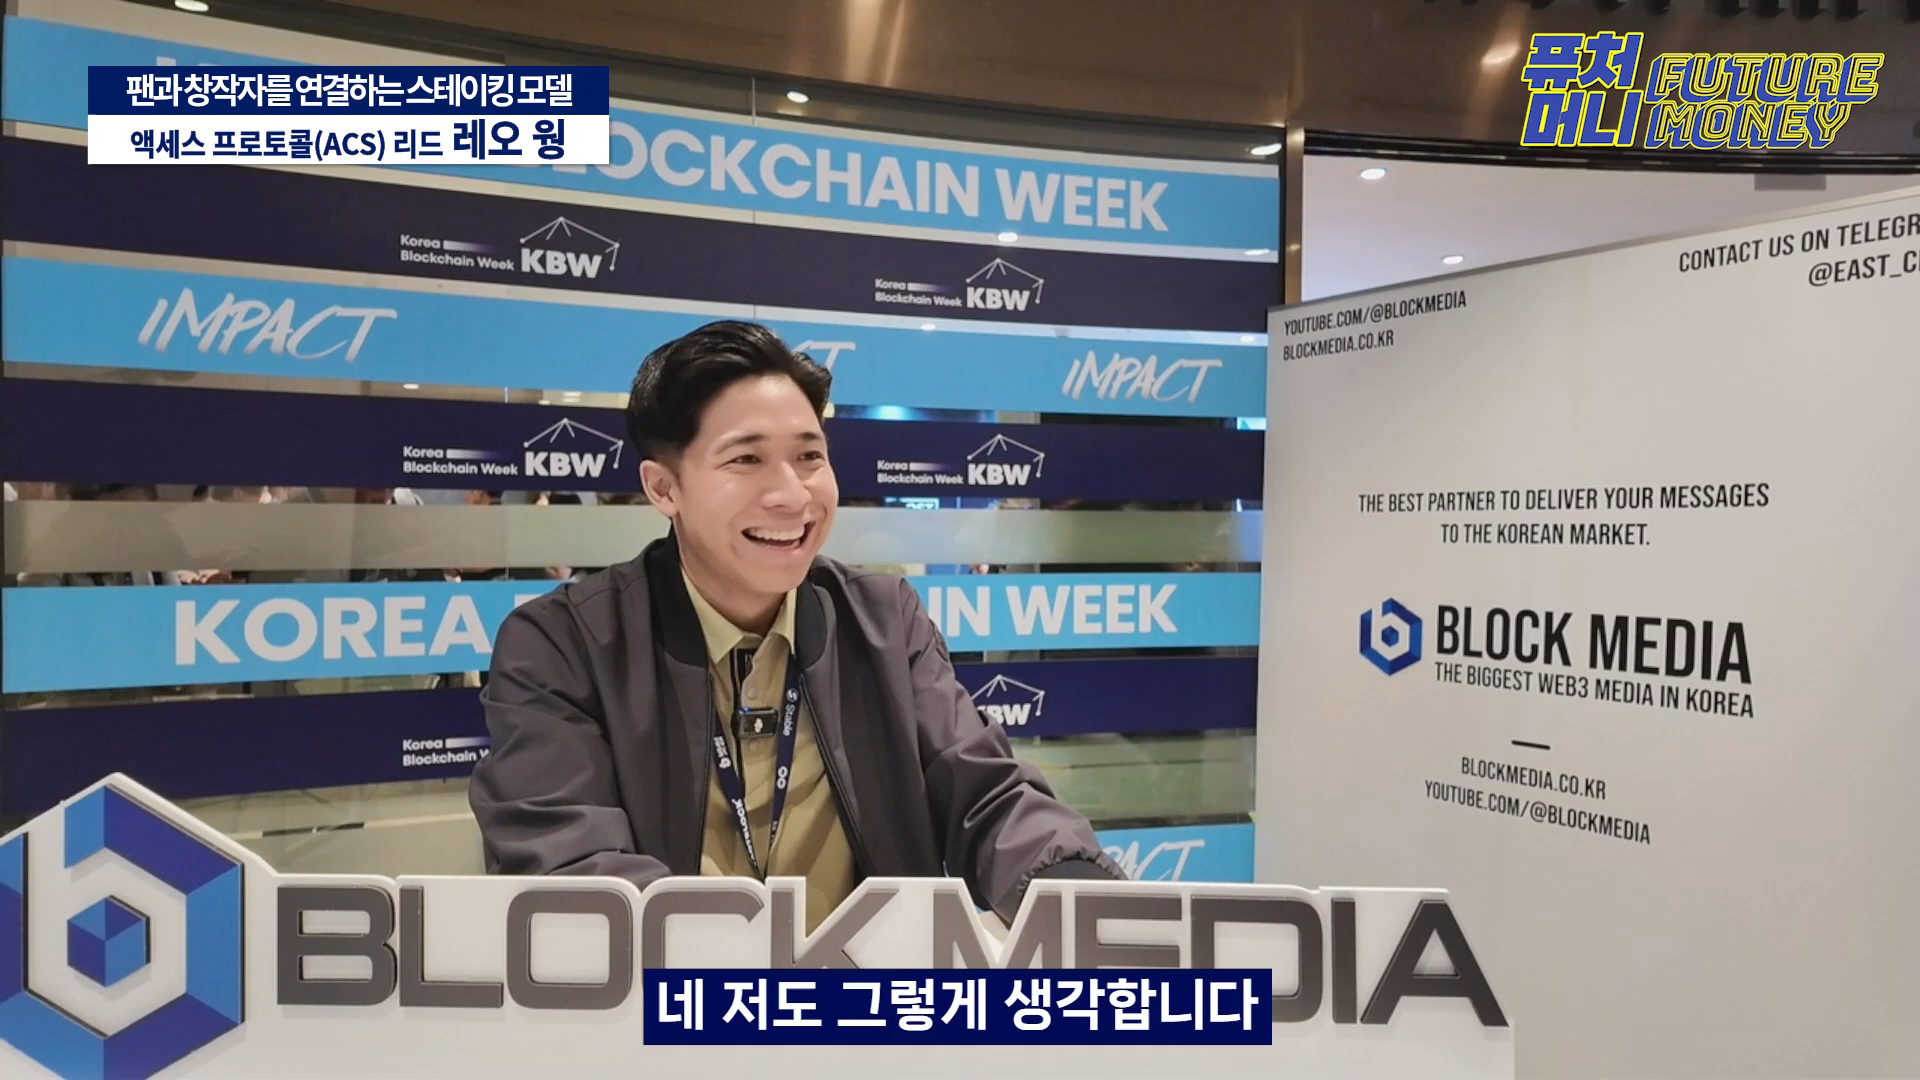 팬과 창작자를 연결하는 스테이킹 모델
액세스 프로토콜(ACS) 리드 레오 웡
퓨처
머니
FUTURE
MONEY
BLOCKCHAIN WEEK
Korea
Blockchain Week KBW
Korea
Blockchain Week KBW
IMPACT
IMPACT
Korea
Blockchain Week KBW
Korea
Blockchain Week KBW
KOREA
WEEK
KBW
Korea
Blockchain
CONTACT US ON
YOUTUBE.COM/@BLOCKMEDIA
BLOCKMEDIA.CO.KR
THE BEST PARTNER TO DELIVER YOUR MESSAGES
TO THE KOREAN MARKET.
BLOCK MEDIA
THE BIGGEST WEB3 MEDIA IN KOREA
BLOCKMEDIA.CO.KR
YOUTUBE.COM/@BLOCKMEDIA
Stable
BLOCK MEDIA
네 저도 그렇게 생각합니다